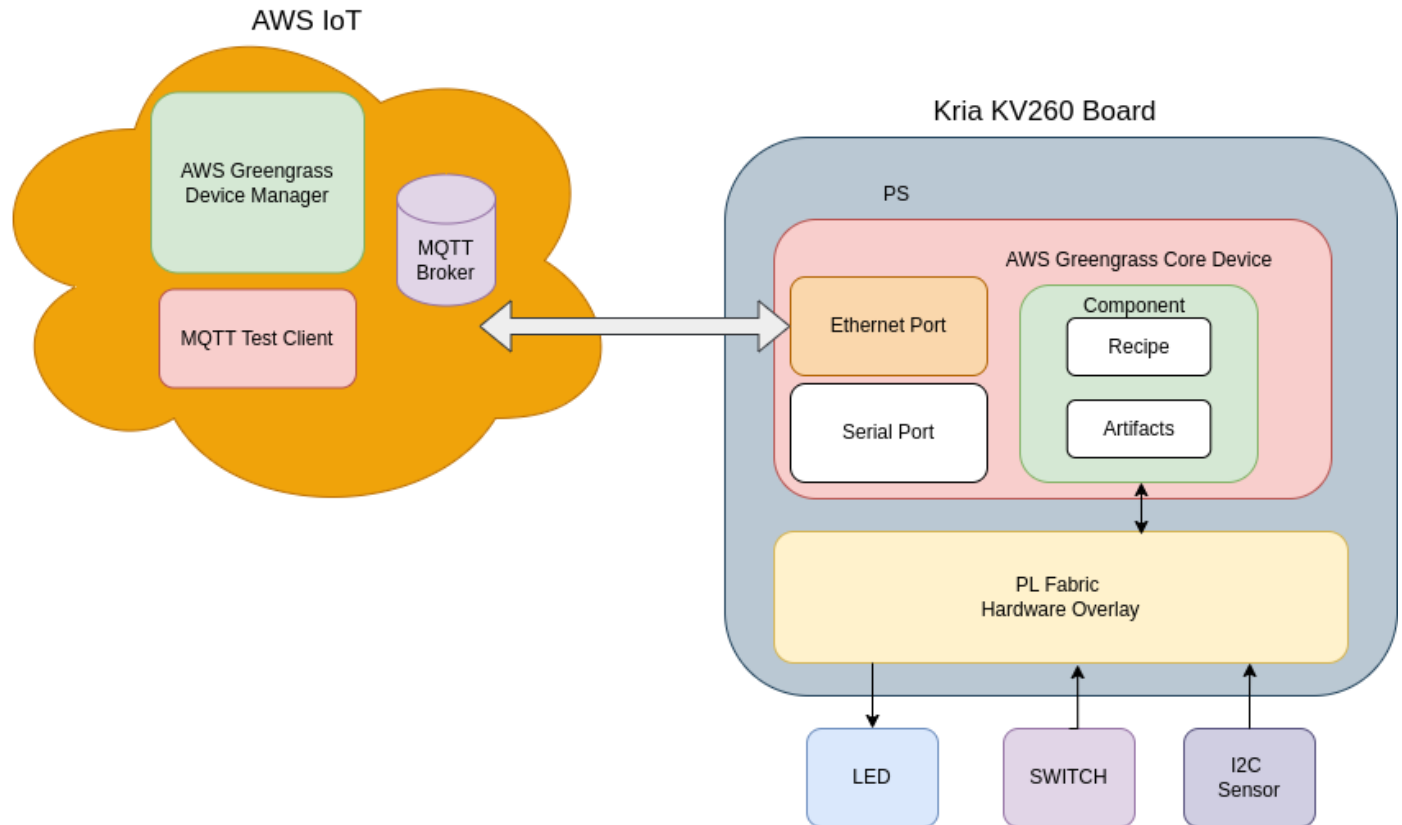 AWS IoT
AWS Greengrass
Device Manager
MQTT
Broker
MQTT Test Client
Kria KV260 Board
PS
AWS Greengrass Core Device
Ethernet Port
Serial Port
Component
Recipe
Artifacts
PL Fabric
Hardware Overlay
LED
SWITCH
I2C
Sensor